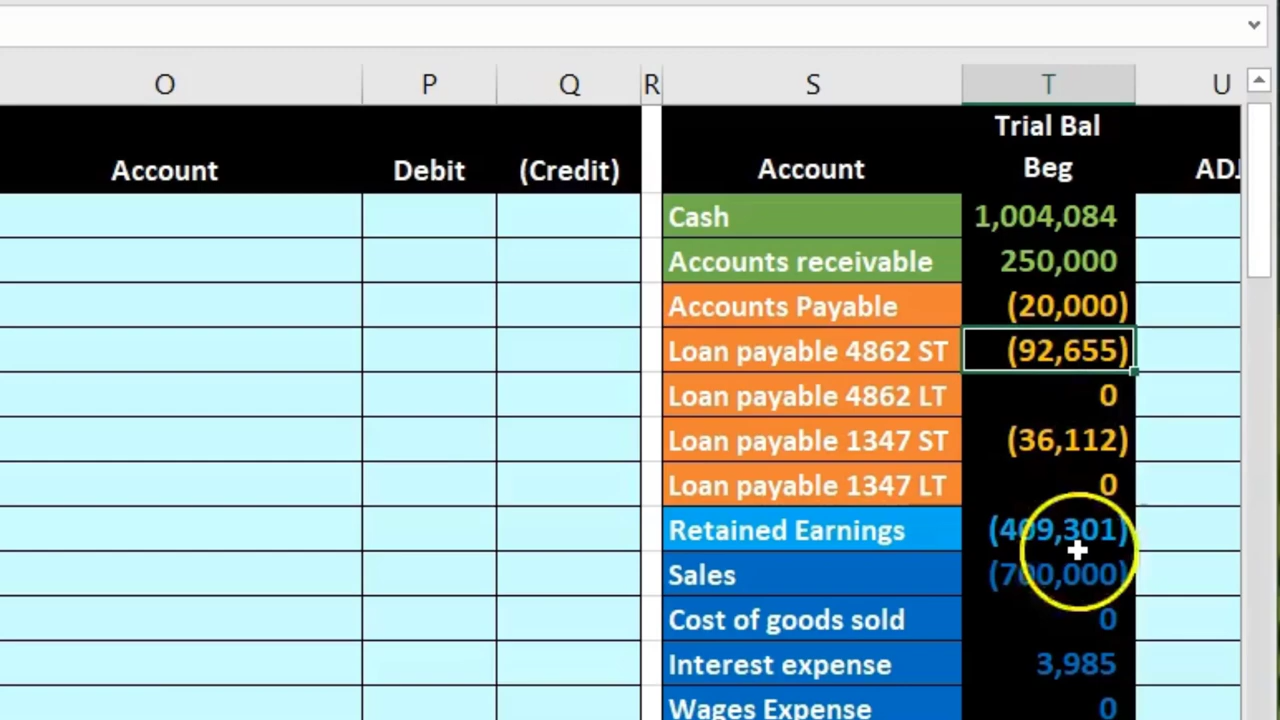 O P Q R S T U
Trial Bal
Account Debit (Credit) Account Beg ADJ
Cash 1,004,084
Accounts receivable 250,000
Accounts Payable (20,000)
Loan payable 4862 ST (92,655)
Loan payable 4862 LT 0
Loan payable 1347 ST (36,112)
Loan payable 1347 LT 0
Retained Earnings (409,301)
Sales (700,000)
Cost of goods sold 0
Interest expense 3,985
Wages Expense 0